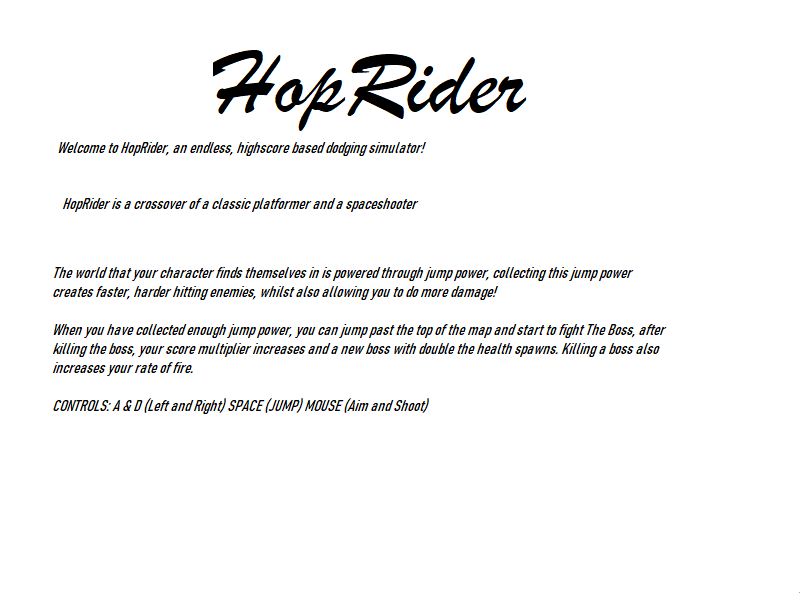 HopRider
Welcome to HopRider, an endless, highscore based dodging simulator!
HopRider is a crossover of a classic platformer and a spaceshooter
The world that your character finds themselves in is powered through jump power, collecting this jump power
creates faster, harder hitting enemies, whilst also allowing you to do more damage!
When you have collected enough jump power, you can jump past the top of the map and start to fight The Boss, after
killing the boss, your score multiplier increases and a new boss with double the health spawns. Killing a boss also
increases your rate of fire.
CONTROLS: A & D (Left and Right) SPACE (JUMP) MOUSE (Aim and Shoot)